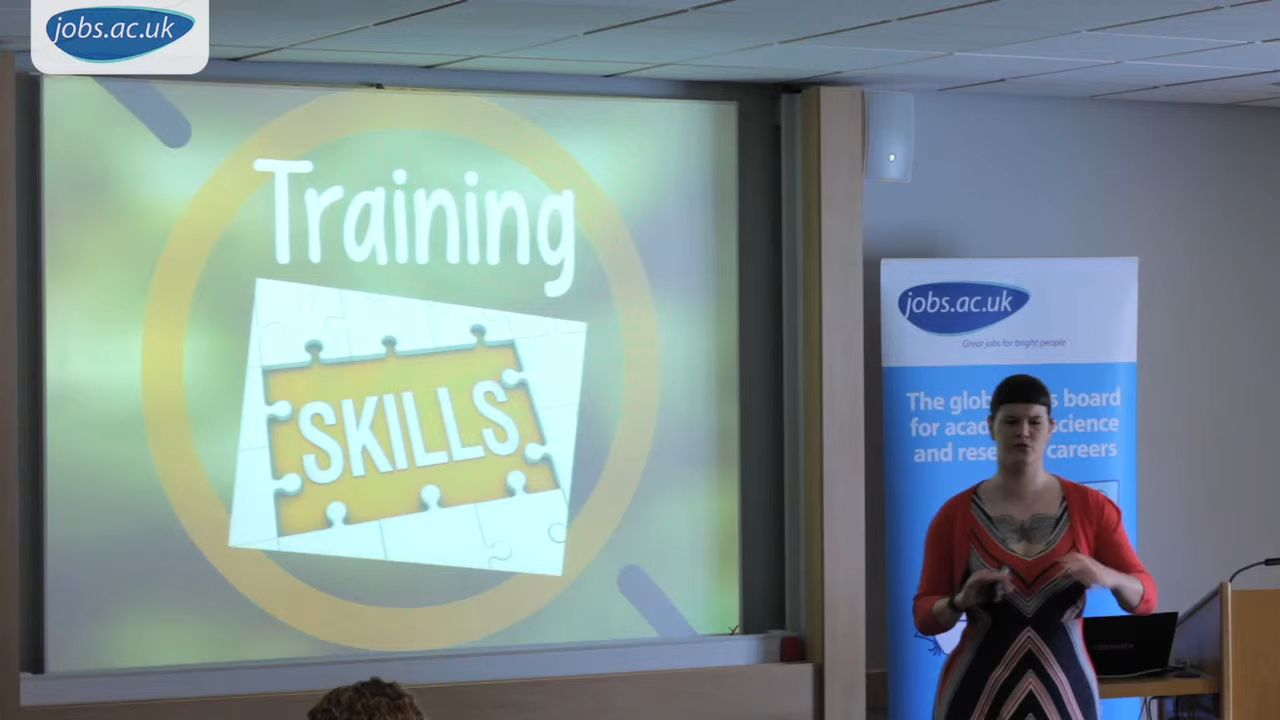 jobs.ac.uk
Training
SKILLS
jobs.ac.uk
Great jobs for bright people
The glob board
for acad science
and rese careers